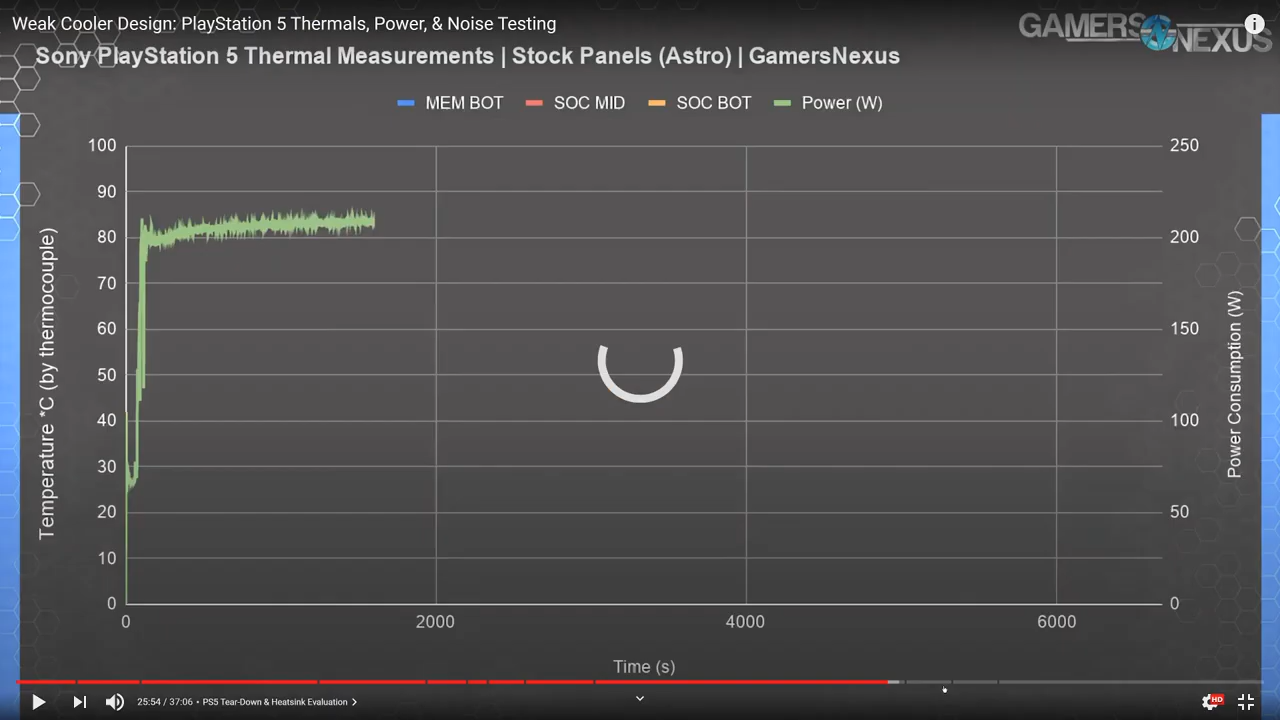 Weak Cooler Design: PlayStation 5 Thermals, Power, & Noise Testing
GAMERS NEXUS
Sony PlayStation 5 Thermal Measurements | Stock Panels (Astro) | GamersNexus
MEM BOT SOC MID SOC BOT Power (W)
100 250
90
80 200
70
60 150
50
40 100
30
20 50
10
0 0
Temperature *C (by thermocouple)
Power Consumption (W)
0 2000 4000 6000
Time (s)
25:54 / 37:06 • PS5 Tear-Down & Heatsink Evaluation HD